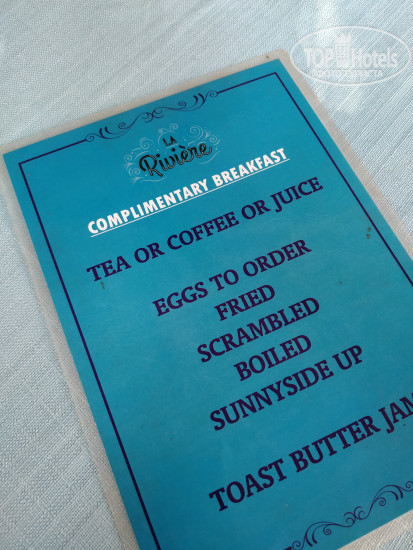 TOPHotels
LA
Rivière
COMPLIMENTARY BREAKFAST
TEA OR COFFEE OR JUICE
EGGS TO ORDER
FRIED
SCRAMBLED
BOILED
SUNNYSIDE UP
TOAST BUTTER JAM